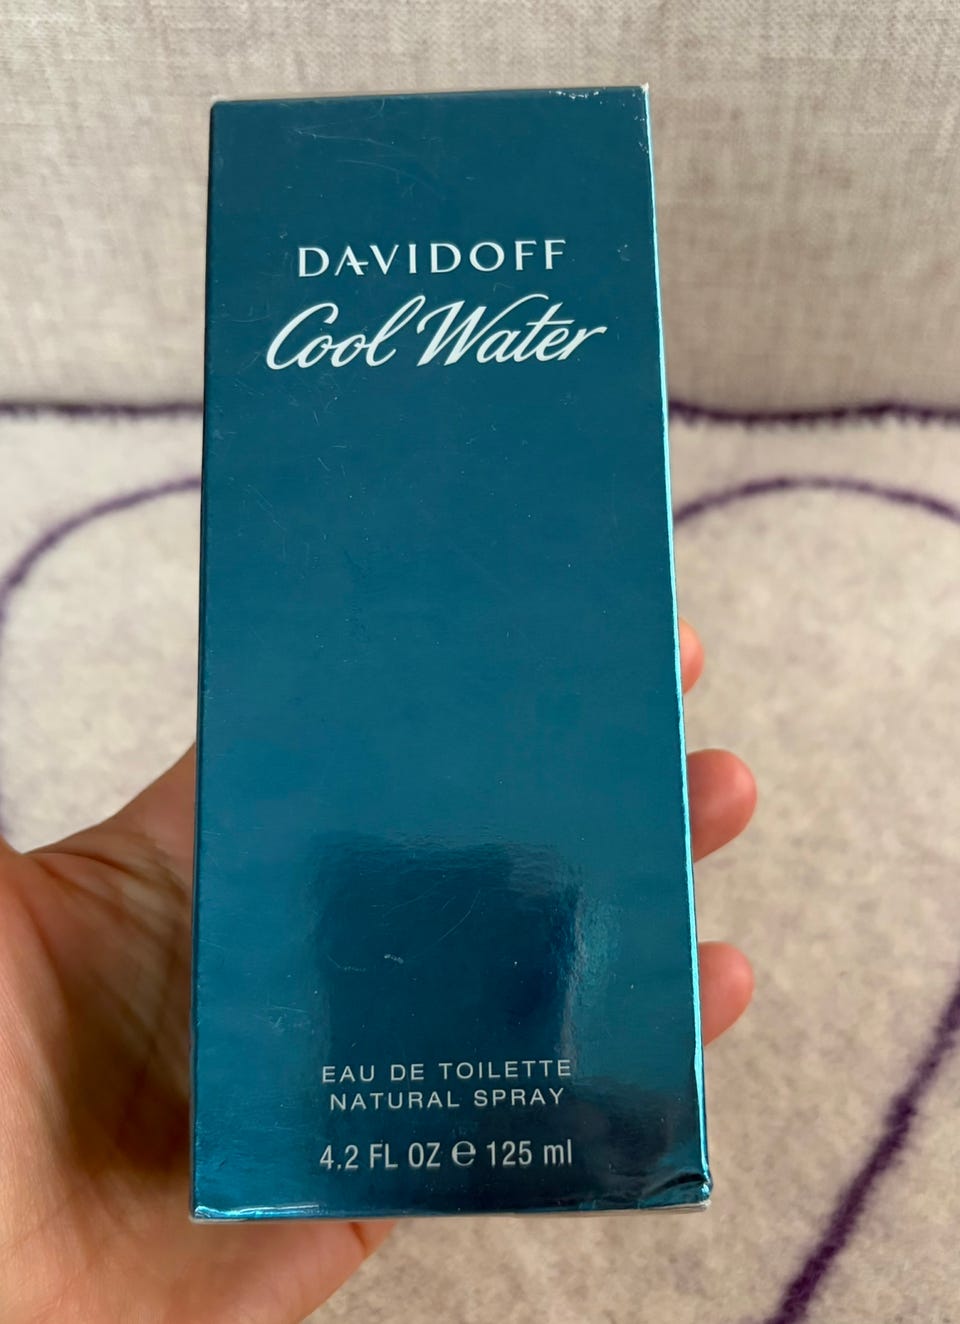 DAVIDOFF
Cool Water
EAU DE TOILETTE
NATURAL SPRAY
4.2 FL OZ ℮ 125 ml